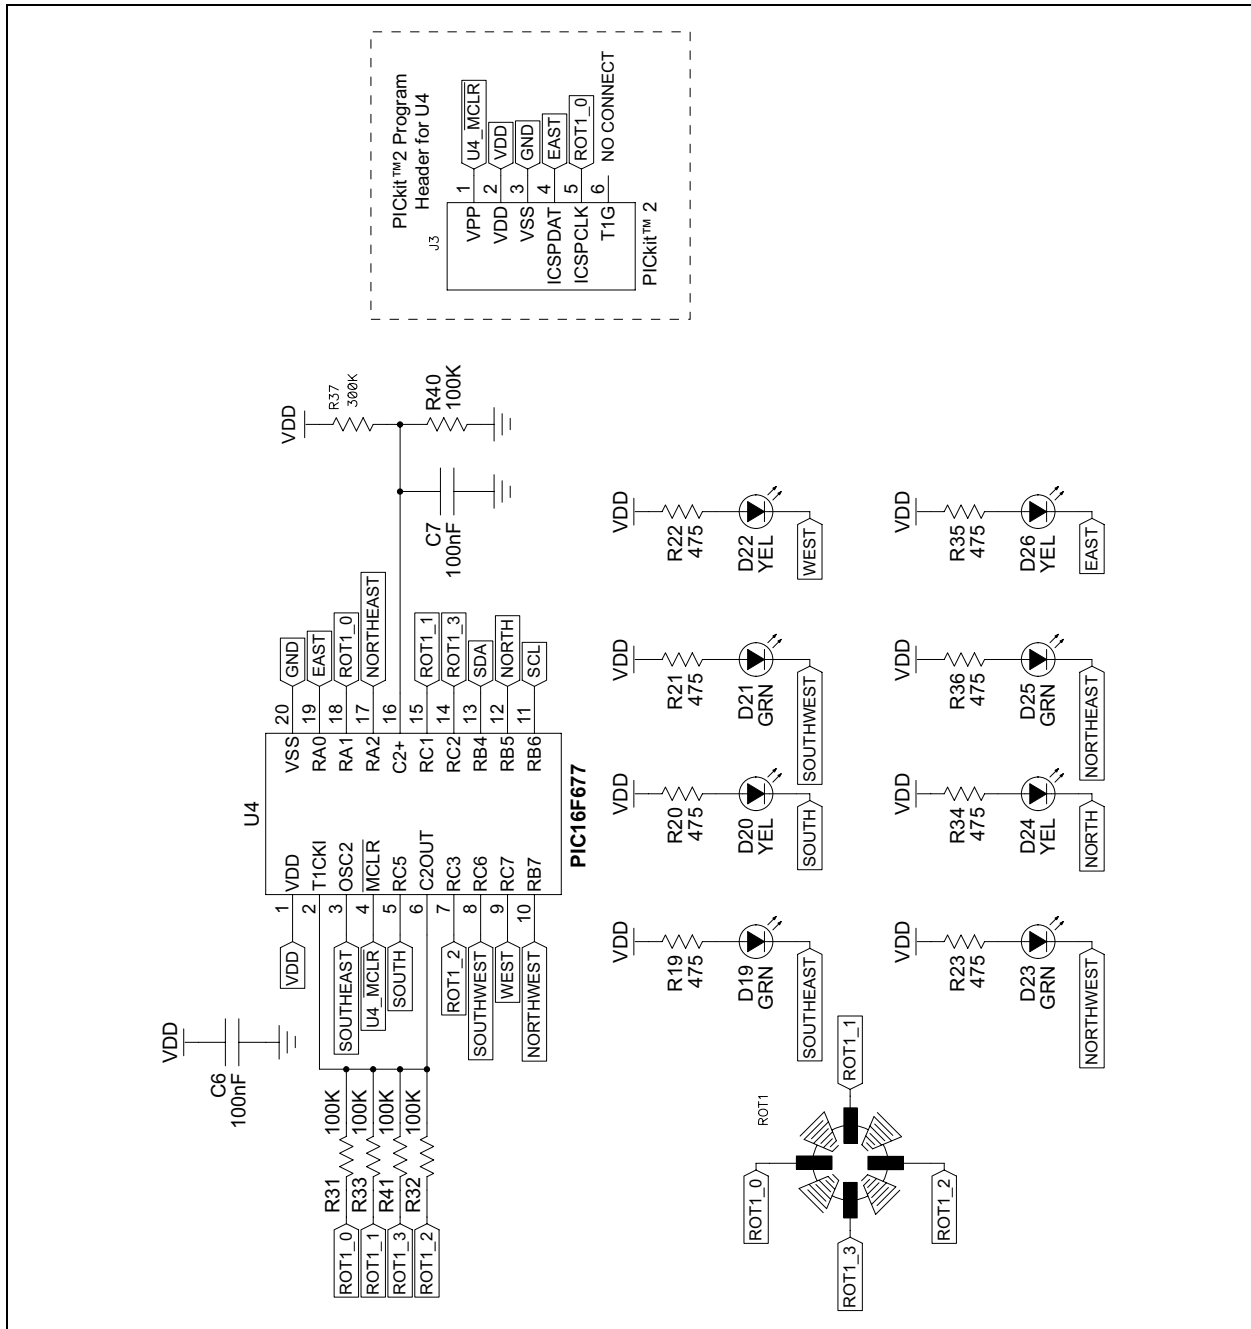 PICkit™2 Program
Header for U4
J3
VPP 1 U4_MCLR
VDD 2 VDD
VSS 3 GND
ICSPDAT 4 EAST
ICSPCLK 5 ROT1_0
T1G 6 NO CONNECT
PICkit™ 2
VDD
R37
300K
R40
100K
C7
100nF
U4
VDD 1 VDD
T1CKI 2
OSC2 3 SOUTHEAST
MCLR 4 U4_MCLR
RC5 5 SOUTH
C2OUT 6
RC3 7 ROT1_2
RC6 8 SOUTHWEST
RC7 9 WEST
RB7 10 NORTHWEST
VSS 20 GND
RA0 19 EAST
RA1 18 ROT1_0
RA2 17 NORTHEAST
C2+ 16
RC1 15 ROT1_1
RC2 14 ROT1_3
RB4 13 SDA
RB5 12 NORTH
RB6 11 SCL
PIC16F677
VDD
C6
100nF
ROT1_0 R31 100K
ROT1_1 R33 100K
ROT1_3 R41 100K
ROT1_2 R32 100K
VDD
R19
475
D19
GRN
SOUTHEAST
VDD
R20
475
D20
YEL
SOUTH
VDD
R21
475
D21
GRN
SOUTHWEST
VDD
R22
475
D22
YEL
WEST
VDD
R23
475
D23
GRN
NORTHWEST
VDD
R34
475
D24
YEL
NORTH
VDD
R36
475
D25
GRN
NORTHEAST
VDD
R35
475
D26
YEL
EAST
ROT1
ROT1_0
ROT1_1
ROT1_2
ROT1_3